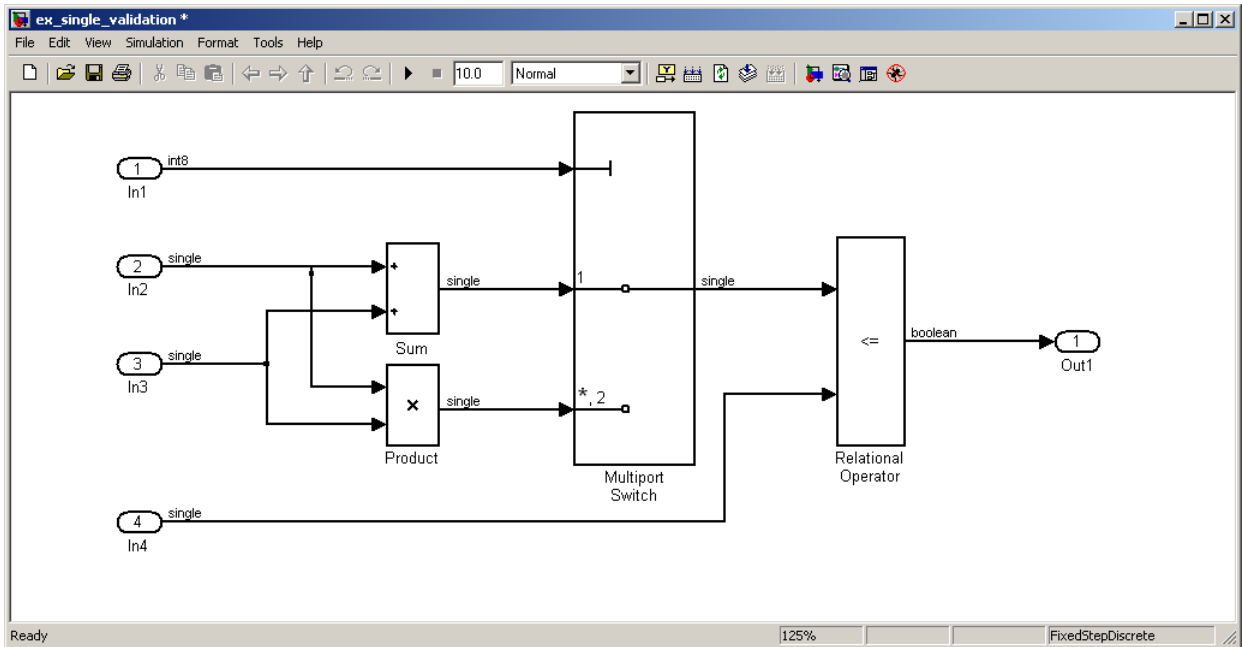 ex_single_validation *
File Edit View Simulation Format Tools Help
10.0 Normal
1 int8
In1
2 single
In2
+
+
single
Sum
3 single
In3
×
single
Product
1
*, 2
single
Multiport
Switch
<=
boolean
Relational
Operator
1
Out1
4 single
In4
Ready 125% FixedStepDiscrete